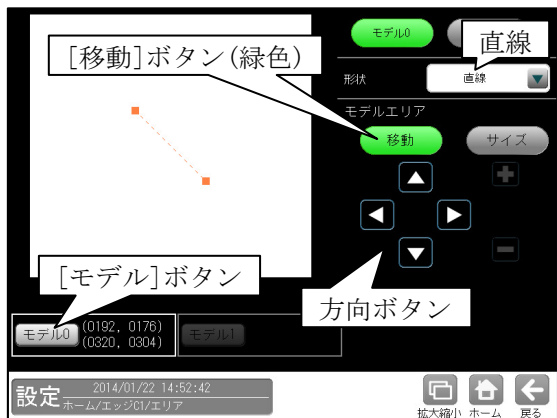 モデル0
直線
[移動]ボタン(緑色)
形状
直線
モデルエリア
移動
サイズ
[モデル]ボタン
方向ボタン
モデル0
(0192, 0176)
(0320, 0304)
モデル1
設定
2014/01/22 14:52:42
ホーム/エッジC1/エリア
拡大縮小
ホーム
戻る